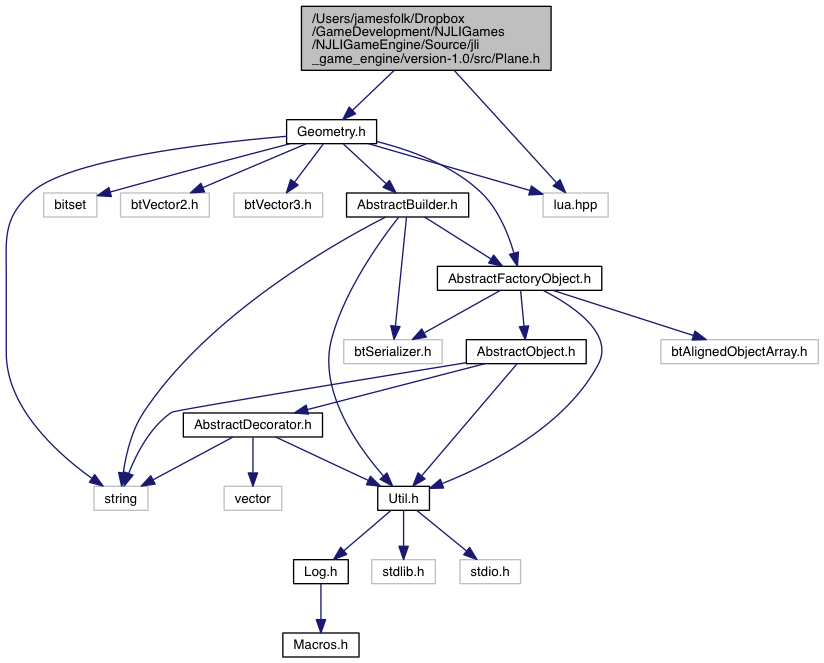 /Users/jamesfolk/Dropbox
/GameDevelopment/NJLIGames
/NJLIGameEngine/Source/jli
_game_engine/version-1.0/src/Plane.h
Geometry.h
bitset
btVector2.h
btVector3.h
AbstractBuilder.h
lua.hpp
AbstractFactoryObject.h
btSerializer.h
AbstractObject.h
btAlignedObjectArray.h
AbstractDecorator.h
string
vector
Util.h
Log.h
stdlib.h
stdio.h
Macros.h